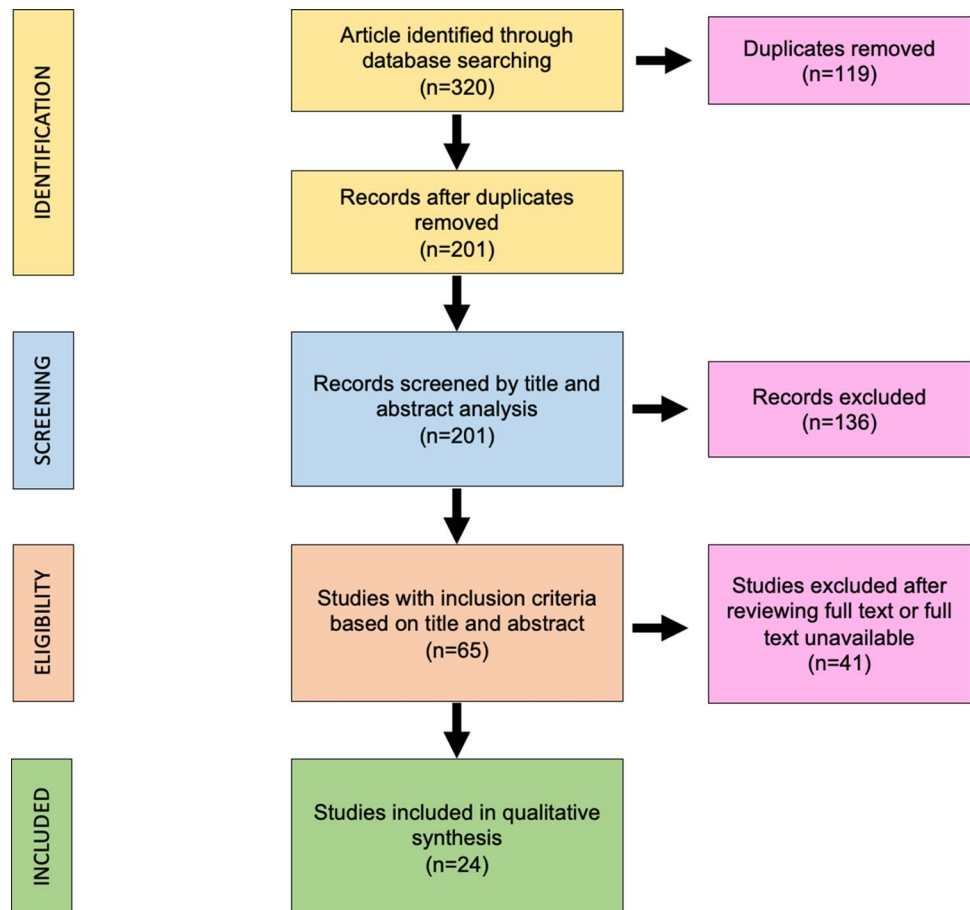 IDENTIFICATION
Article identified through
database searching
(n=320)
Duplicates removed
(n=119)
Records after duplicates
removed
(n=201)
SCREENING
Records screened by title and
abstract analysis
(n=201)
Records excluded
(n=136)
ELIGIBILITY
Studies with inclusion criteria
based on title and abstract
(n=65)
Studies excluded after
reviewing full text or full
text unavailable
(n=41)
INCLUDED
Studies included in qualitative
synthesis
(n=24)